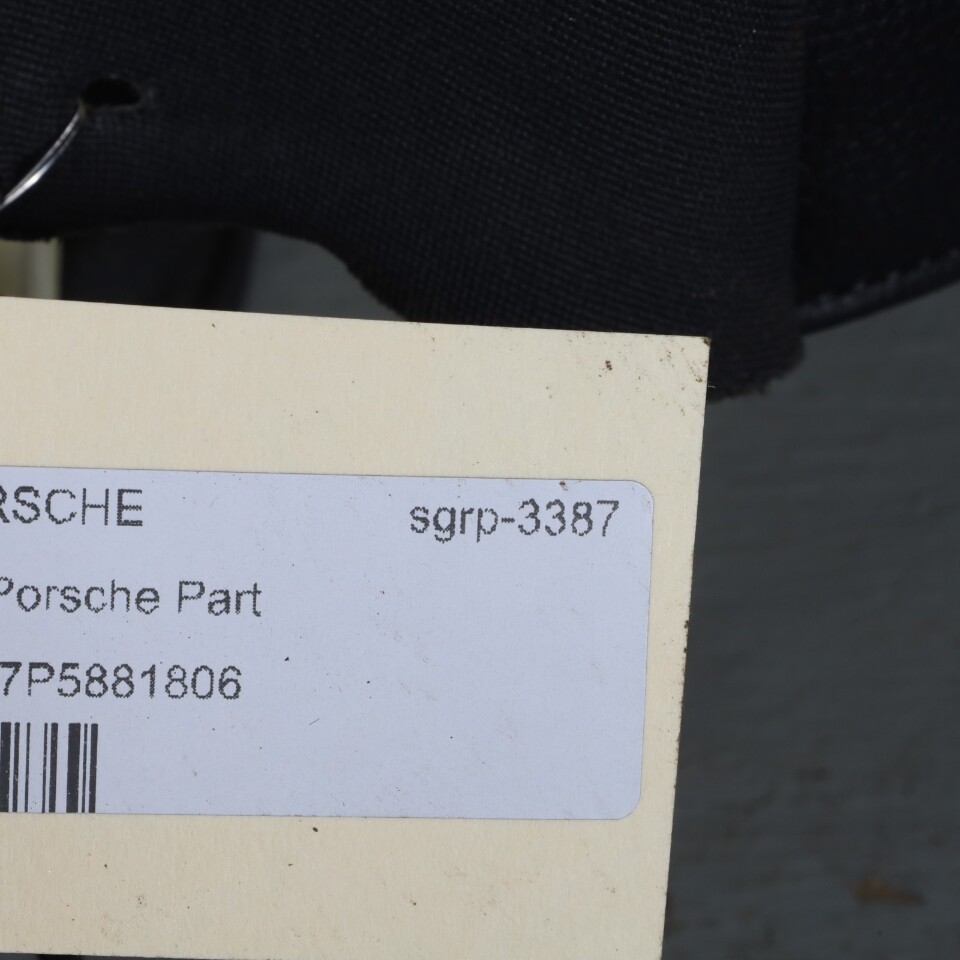 RSCHE
sgrp-3387
Porsche Part
7P5881806